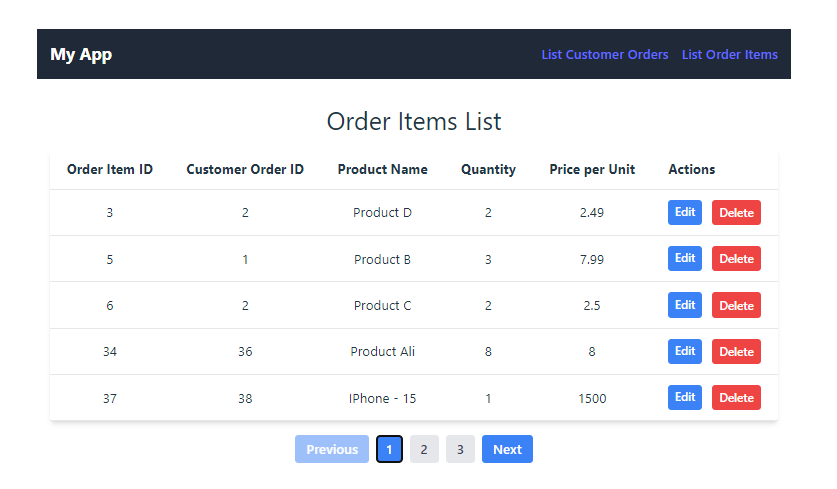 My App List Customer Orders List Order Items
Order Items List
Order Item ID Customer Order ID Product Name Quantity Price per Unit Actions
3 2 Product D 2 2.49 Edit Delete
5 1 Product B 3 7.99 Edit Delete
6 2 Product C 2 2.5 Edit Delete
34 36 Product Ali 8 8 Edit Delete
37 38 IPhone - 15 1 1500 Edit Delete
Previous 1 2 3 Next